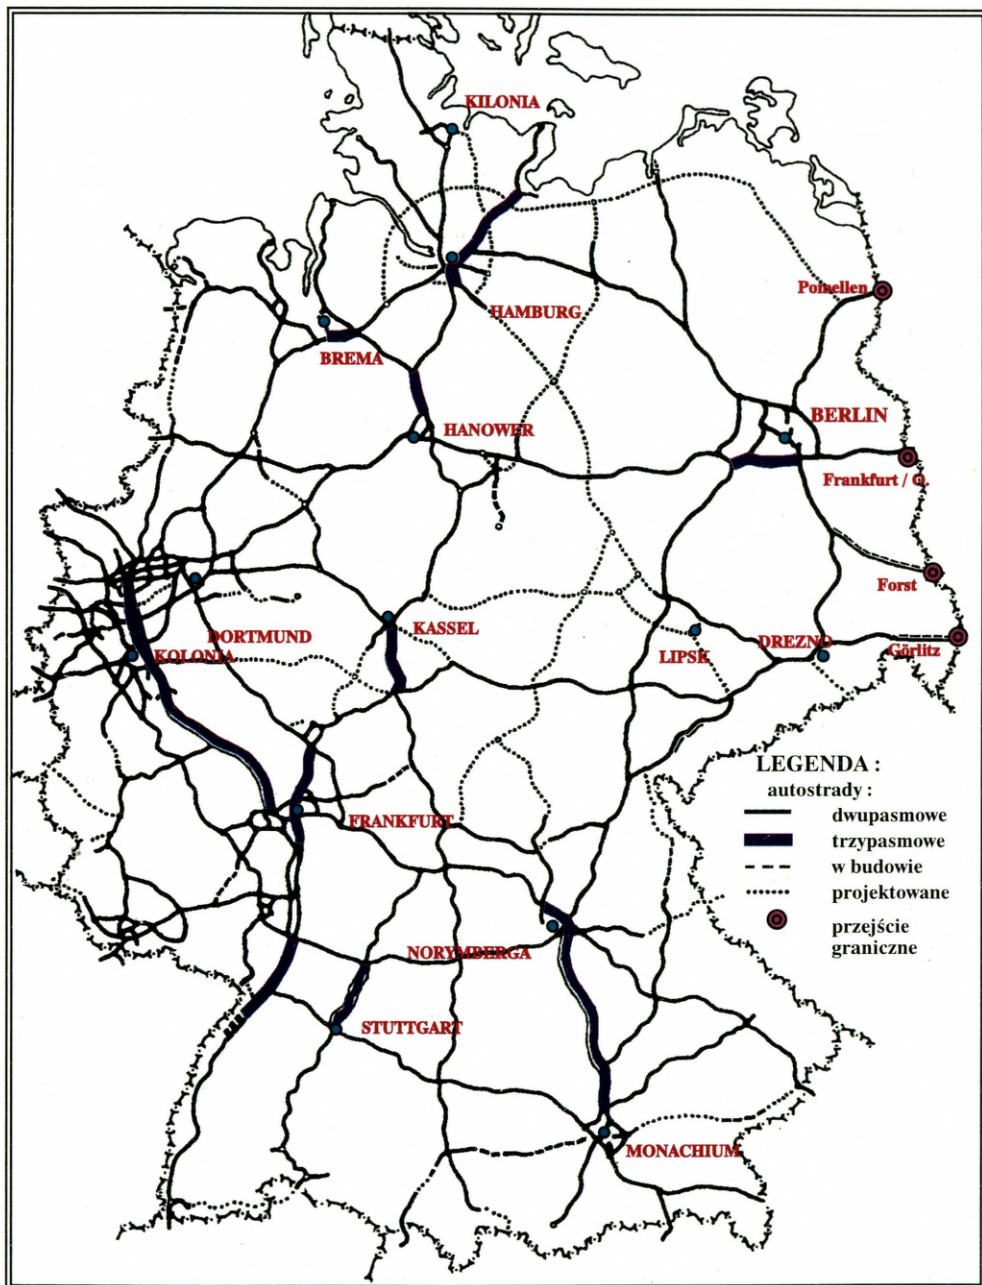 KILONIA
Pomellen
HAMBURG
BREMA
BERLIN
HANOWER
Frankfurt / O.
Forst
KASSEL
DORTMUND
DREZNO
KOLONIA
LIPSK
Görlitz
LEGENDA :
autostrady :
dwupasmowe
FRANKFURT
trzypasmowe
w budowie
projektowane
przejście
graniczne
NORYMBERGA
STUTTGART
MONACHIUM